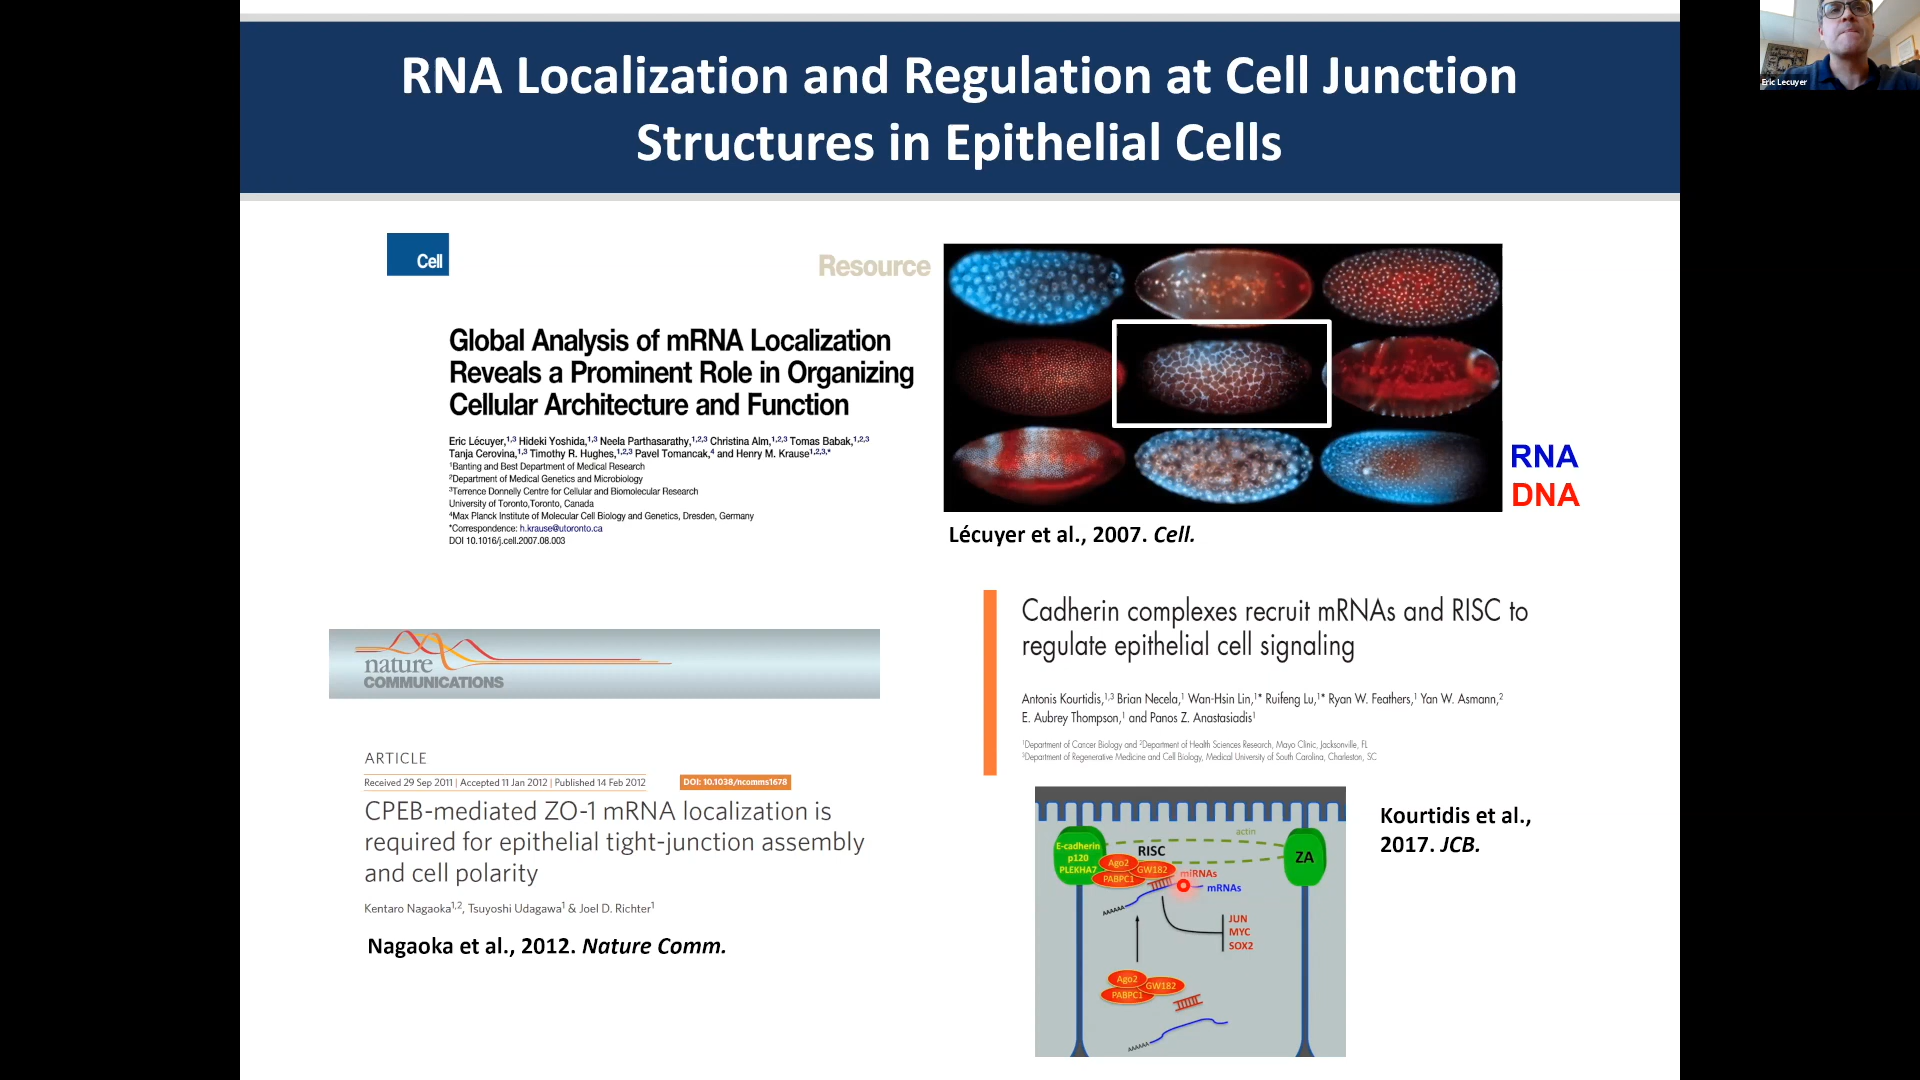 RNA Localization and Regulation at Cell Junction
Structures in Epithelial Cells
Eric Lecuyer
Cell
Resource
Global Analysis of mRNA Localization
Reveals a Prominent Role in Organizing
Cellular Architecture and Function
Eric Lécuyer,1,3 Hideki Yoshida,1,3 Neela Parthasarathy,1,2,3 Christina Alm,1,2,3 Tomas Babak,1,2,3
Tanja Cerovina,1,3 Timothy R. Hughes,1,2,3 Pavel Tomancak,4 and Henry M. Krause1,2,3,*
1Banting and Best Department of Medical Research
2Department of Medical Genetics and Microbiology
3Terrence Donnelly Centre for Cellular and Biomolecular Research
University of Toronto,Toronto, Canada
4Max Planck Institute of Molecular Cell Biology and Genetics, Dresden, Germany
*Correspondence: h.krause@utoronto.ca
DOI 10.1016/j.cell.2007.08.003
RNA
DNA
Lécuyer et al., 2007. Cell.
nature
COMMUNICATIONS
ARTICLE
Received 29 Sep 2011 | Accepted 11 Jan 2012 | Published 14 Feb 2012
DOI: 10.1038/ncomms1678
CPEB-mediated ZO-1 mRNA localization is
required for epithelial tight-junction assembly
and cell polarity
Kentaro Nagaoka1,2, Tsuyoshi Udagawa1 & Joel D. Richter1
Nagaoka et al., 2012. Nature Comm.
Cadherin complexes recruit mRNAs and RISC to
regulate epithelial cell signaling
Antonis Kourtidis,1,3 Brian Necela,1 Wan-Hsin Lin,1* Ruifeng Lu,1* Ryan W. Feathers,1 Yan W. Asmann,2
E. Aubrey Thompson,1 and Panos Z. Anastasiadis1
1Department of Cancer Biology and 2Department of Health Sciences Research, Mayo Clinic, Jacksonville, FL
3Department of Regenerative Medicine and Cell Biology, Medical University of South Carolina, Charleston, SC
actin
E-cadherin
p120
PLEKHA7
RISC
ZA
Ago2
GW182
PABPC1
miRNAs
mRNAs
AAAAAA
JUN
MYC
SOX2
Ago2
GW182
PABPC1
AAAAAA
Kourtidis et al.,
2017. JCB.